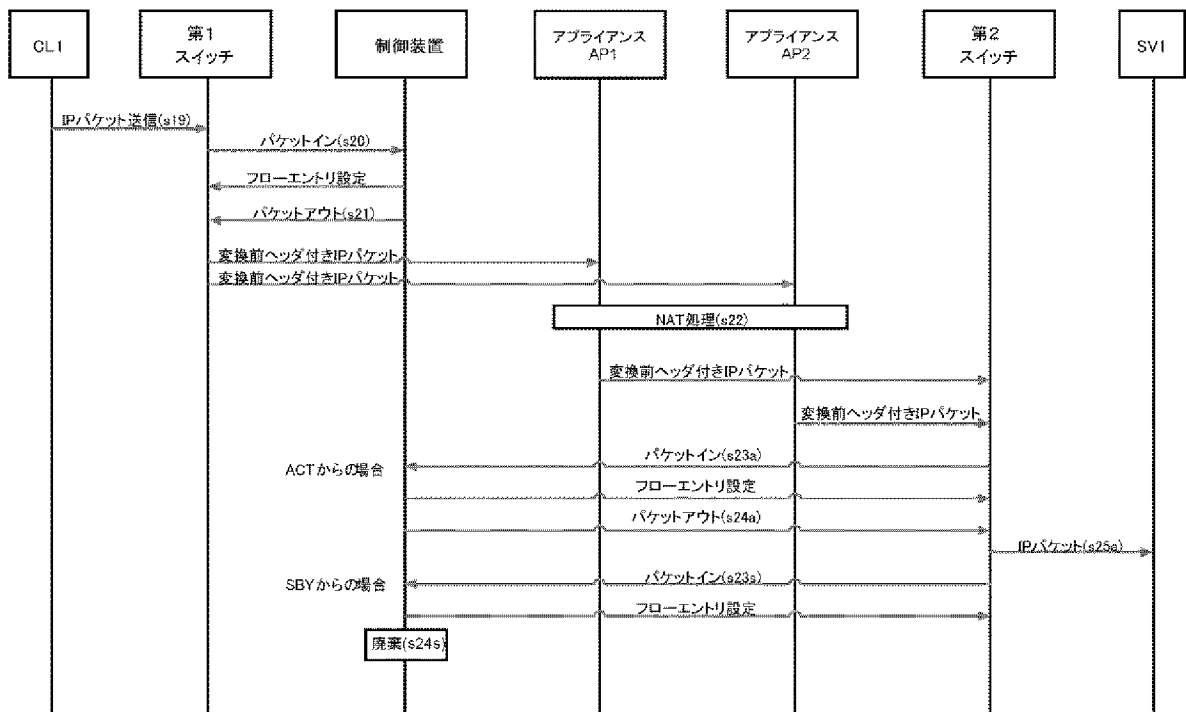 CL1
第1
スイッチ
制御装置
アプライアンス
AP1
アプライアンス
AP2
第2
スイッチ
SV1
IPパケット送信(s19)
パケットイン(s20)
フローエントリ設定
パケットアウト(s21)
変換前ヘッダ付きIPパケット
変換前ヘッダ付きIPパケット
NAT処理(s22)
変換前ヘッダ付きIPパケット
変換前ヘッダ付きIPパケット
ACTからの場合
パケットイン(s23a)
フローエントリ設定
パケットアウト(s24a)
IPパケット(s25a)
SBYからの場合
パケットイン(s23s)
フローエントリ設定
廃棄(s24s)